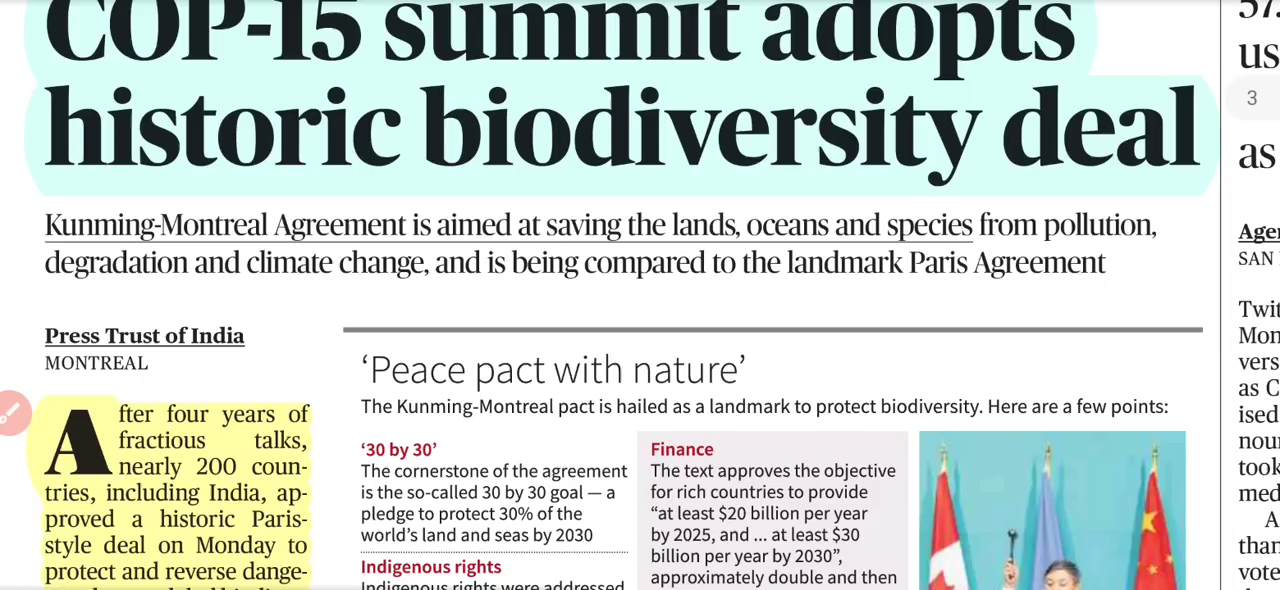 COP-15 summit adopts
historic biodiversity deal
Kunming-Montreal Agreement is aimed at saving the lands, oceans and species from pollution,
degradation and climate change, and is being compared to the landmark Paris Agreement
Press Trust of India
MONTREAL
After four years of
fractious talks,
nearly 200 coun-
tries, including India, ap-
proved a historic Paris-
style deal on Monday to
protect and reverse dange-
‘Peace pact with nature’
The Kunming-Montreal pact is hailed as a landmark to protect biodiversity. Here are a few points:
‘30 by 30’
The cornerstone of the agreement
is the so-called 30 by 30 goal — a
pledge to protect 30% of the
world’s land and seas by 2030
Indigenous rights
Indigenous rights were addressed
Finance
The text approves the objective
for rich countries to provide
“at least $20 billion per year
by 2025, and ... at least $30
billion per year by 2030”,
approximately double and then
57.
us
3
as
Agen
SAN
Twit
Mon
vers
as C
ised
nour
took
med
A
than
vote